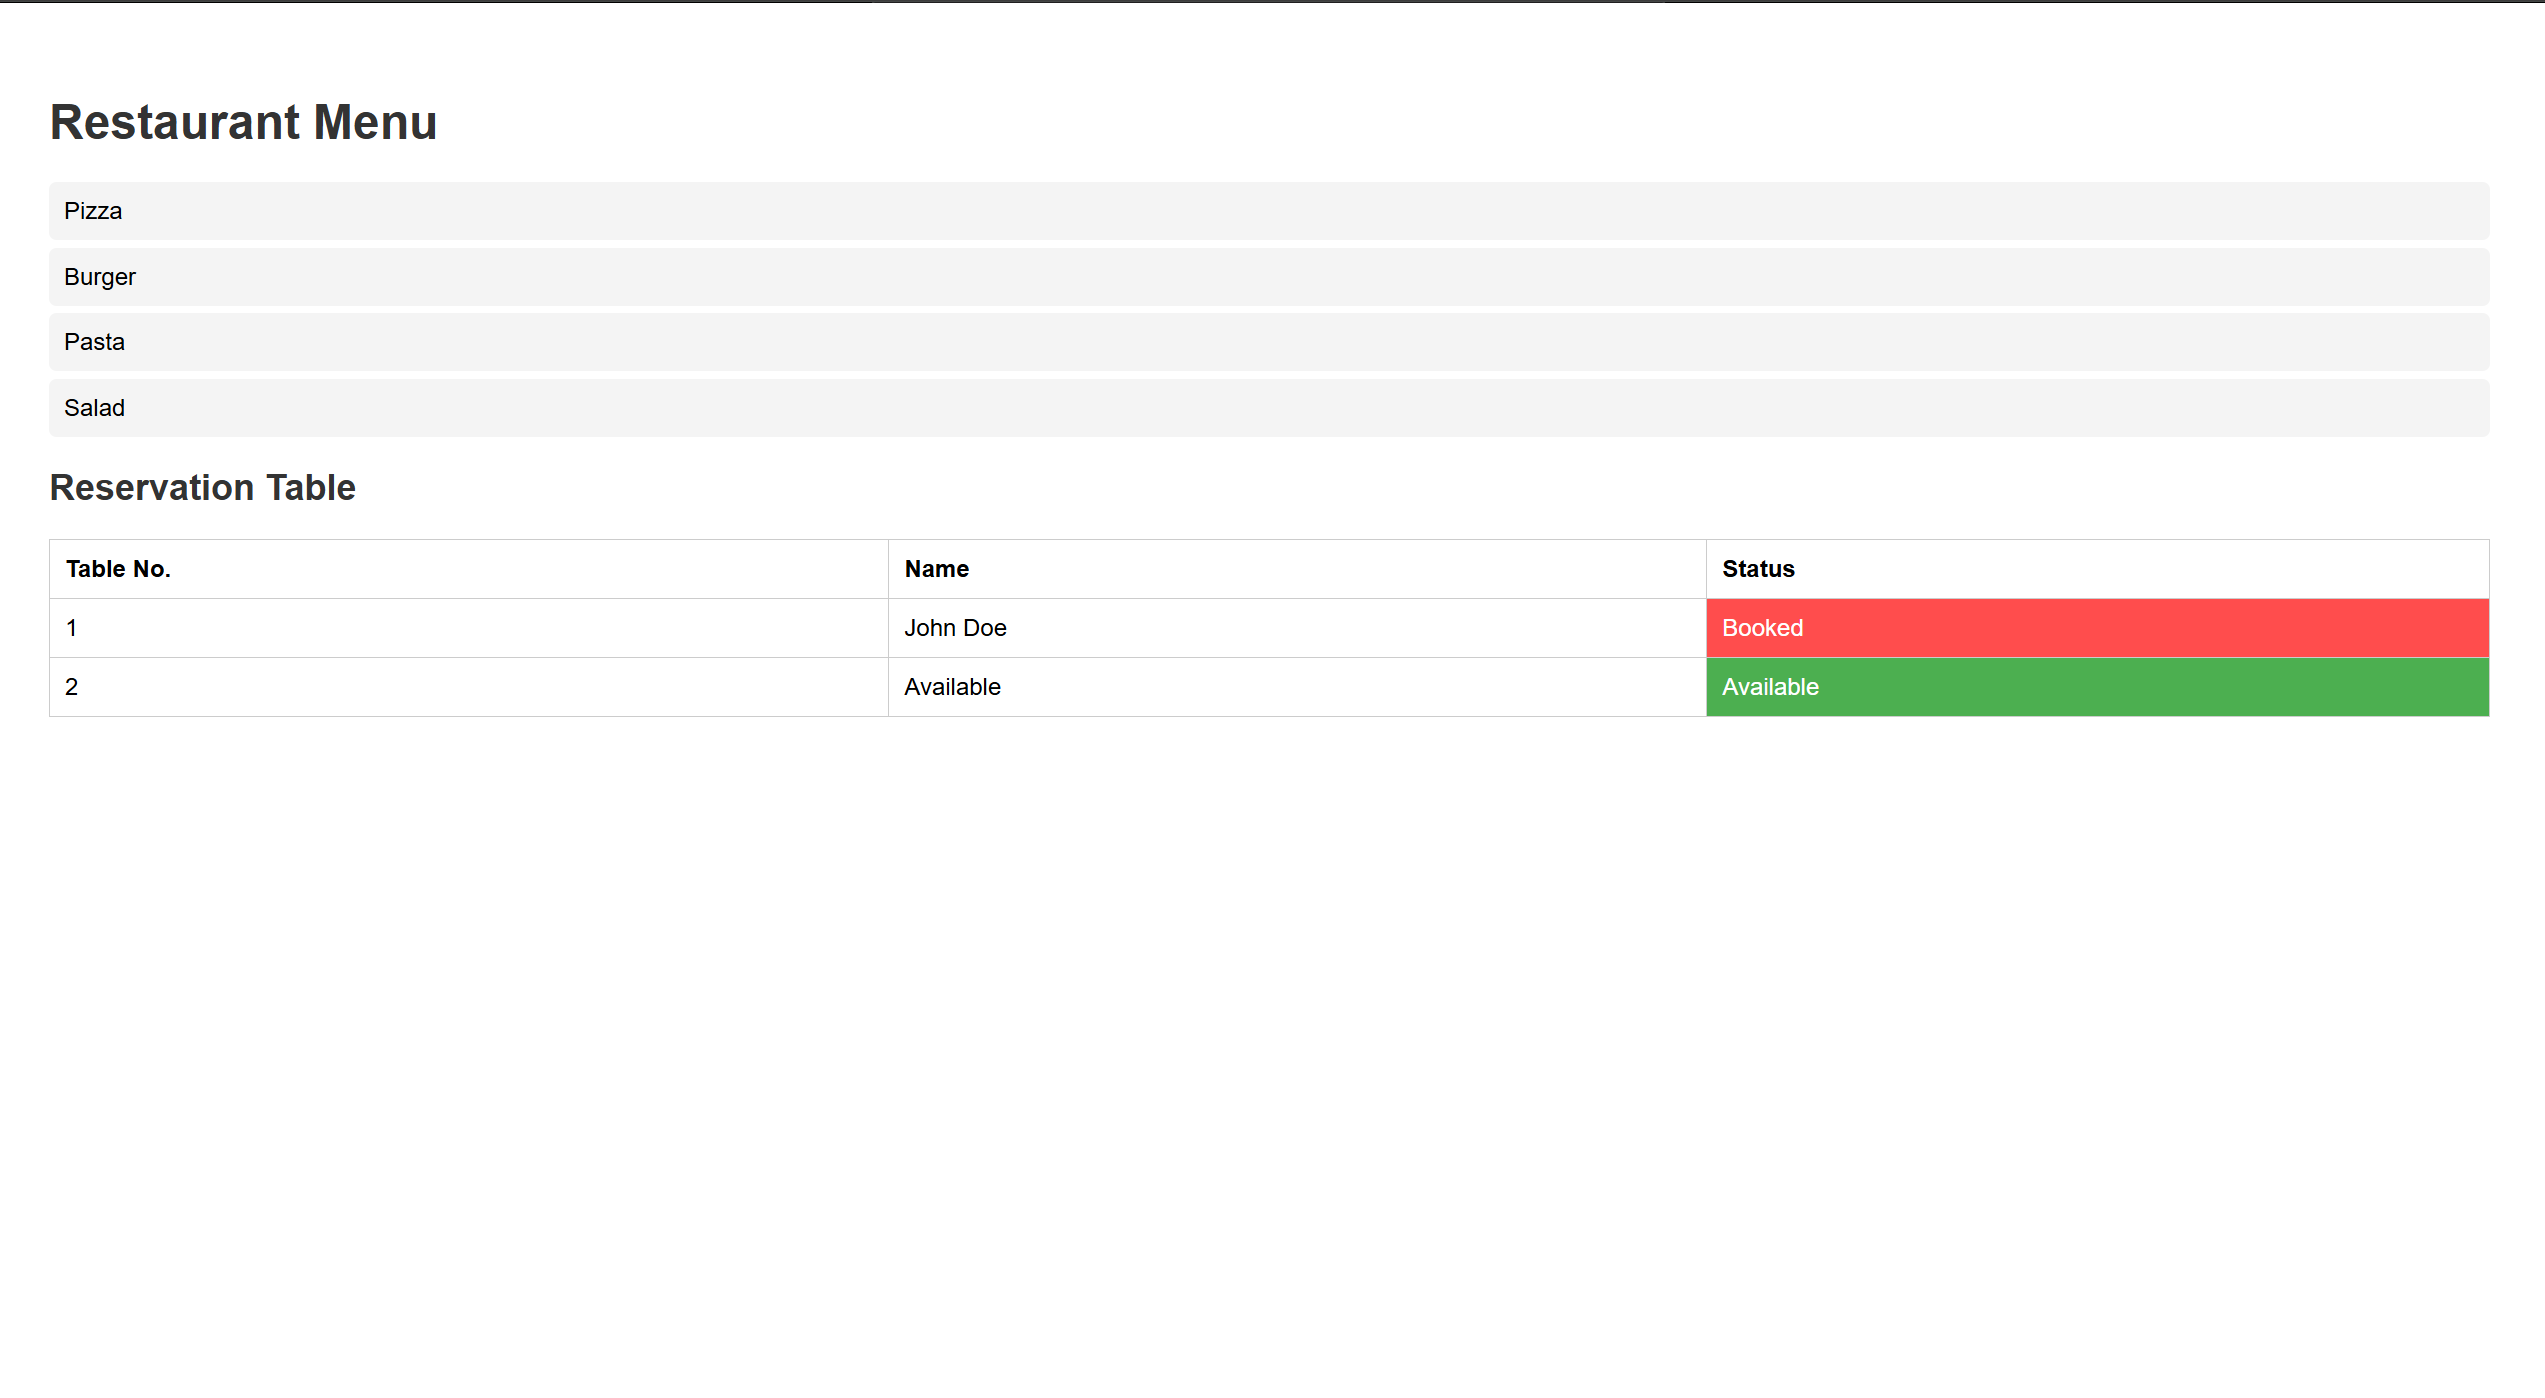 Restaurant Menu
Pizza
Burger
Pasta
Salad
Reservation Table
Table No. Name Status
1 John Doe Booked
2 Available Available